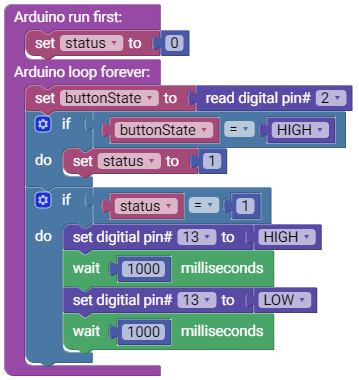 Arduino run first:
set status to 0
Arduino loop forever:
set buttonState to read digital pin# 2
if buttonState = HIGH
do set status to 1
if status = 1
do set digitial pin# 13 to HIGH
wait 1000 milliseconds
set digitial pin# 13 to LOW
wait 1000 milliseconds